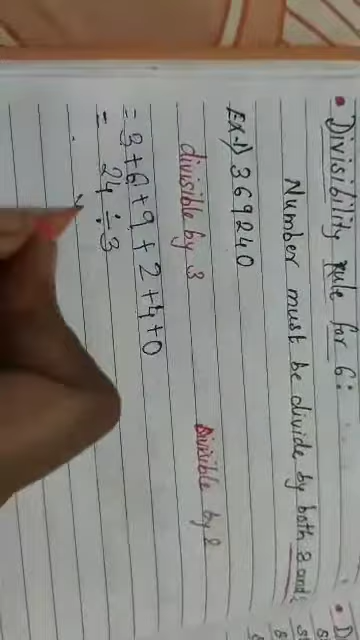 • Divisibility rule for 6:
Number must be divide by both 2 and
Ex-1) 369240
divisible by 3 Divisible by 2
= 3+6+9+2+4+0
= 24 ÷ 3